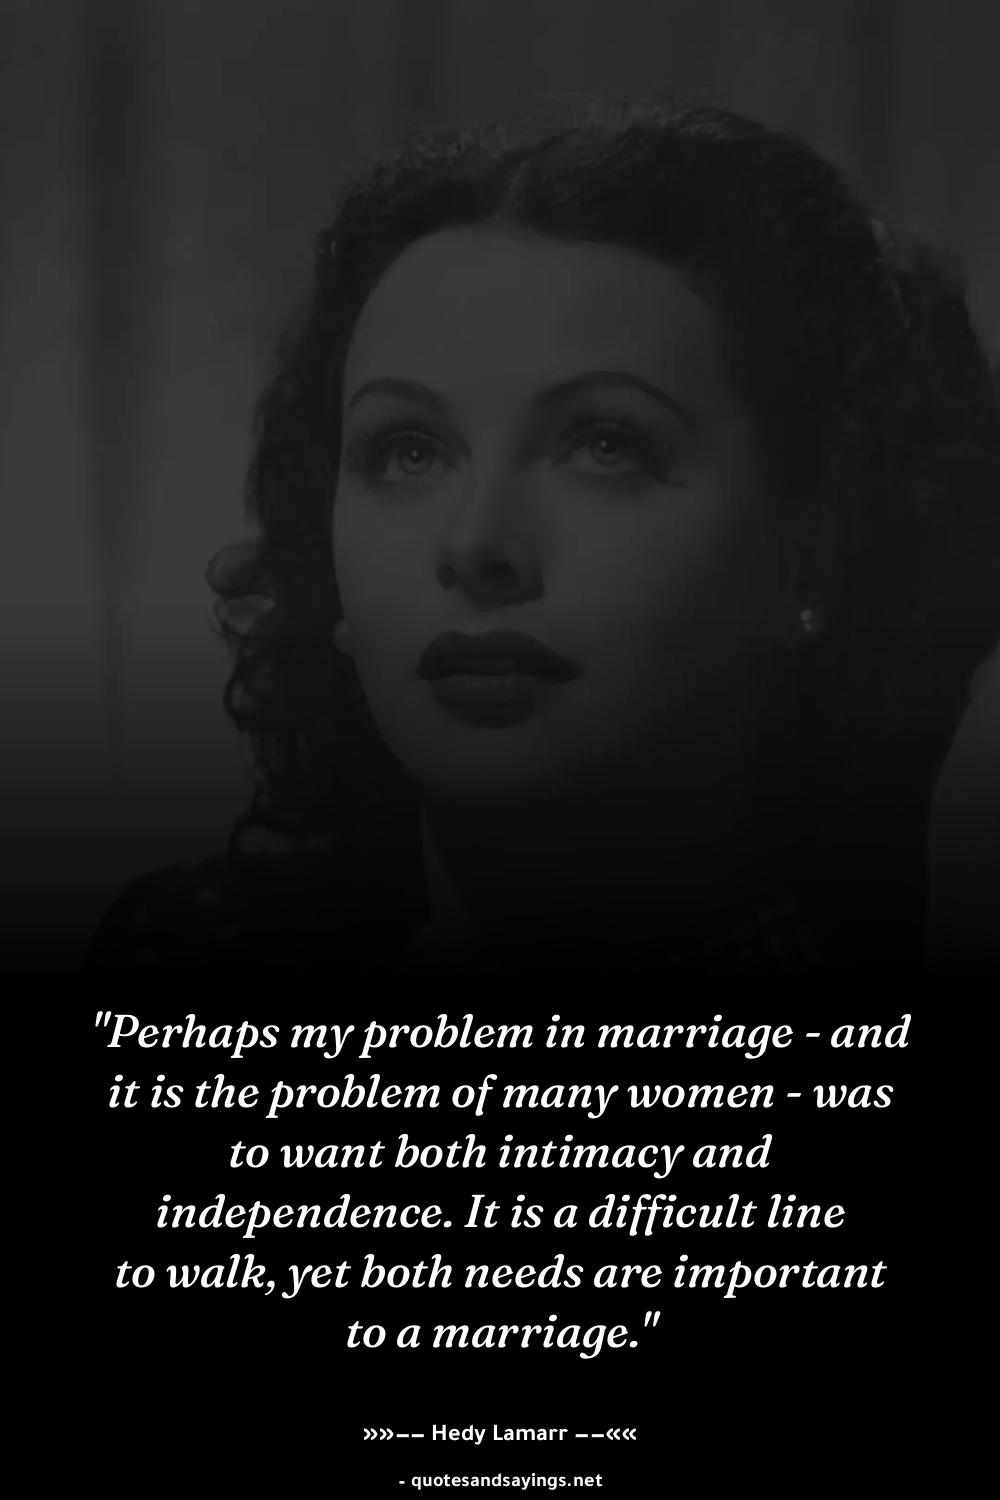 "Perhaps my problem in marriage - and
it is the problem of many women - was
to want both intimacy and
independence. It is a difficult line
to walk, yet both needs are important
to a marriage."
»»−− Hedy Lamarr −−««
- quotesandsayings.net